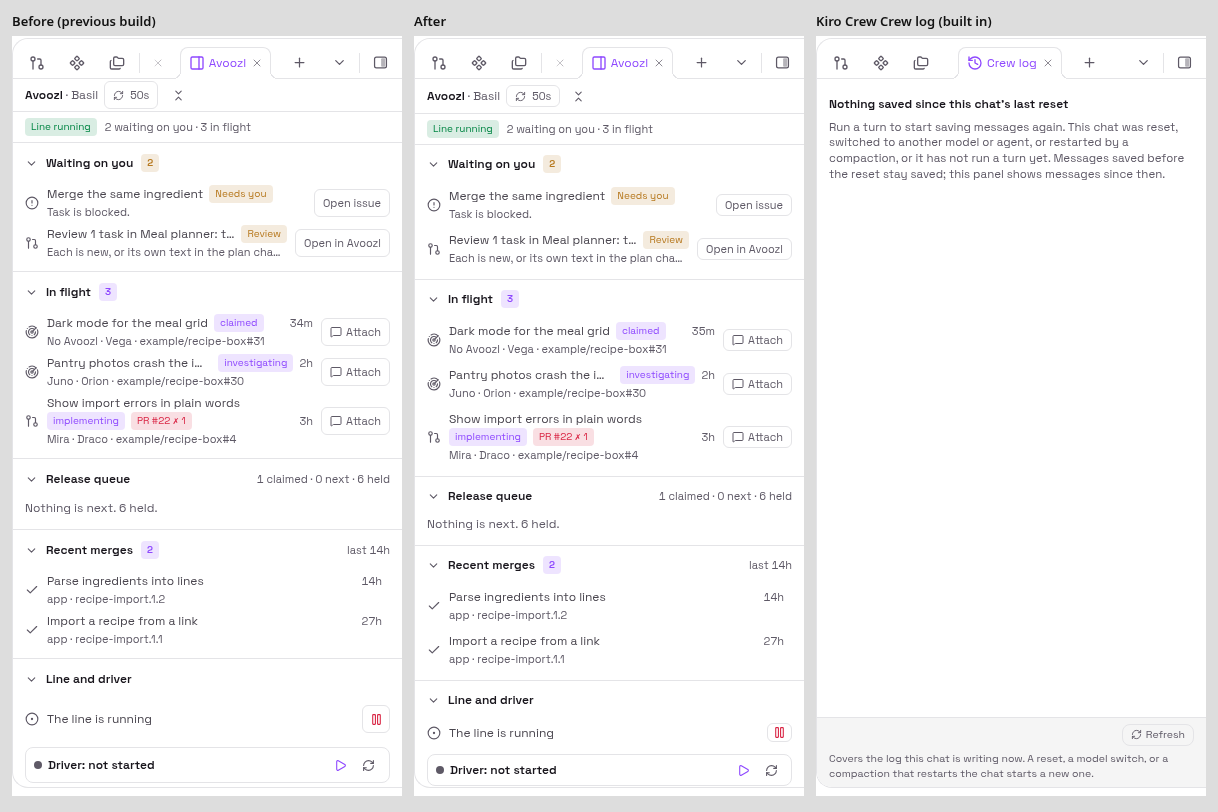 Before (previous build)
Avoozl
Avoozl · Basil
50s
Line running
2 waiting on you · 3 in flight
Waiting on you
2
Merge the same ingredient
Needs you
Task is blocked.
Open issue
Review 1 task in Meal planner: t...
Review
Each is new, or its own text in the plan cha...
Open in Avoozl
In flight
3
Dark mode for the meal grid
claimed
34m
No Avoozl · Vega · example/recipe-box#31
Attach
Pantry photos crash the i...
investigating
2h
Juno · Orion · example/recipe-box#30
Attach
Show import errors in plain words
implementing
PR #22 ✗ 1
3h
Mira · Draco · example/recipe-box#4
Attach
Release queue
1 claimed · 0 next · 6 held
Nothing is next. 6 held.
Recent merges
2
last 14h
Parse ingredients into lines
14h
app · recipe-import.1.2
Import a recipe from a link
27h
app · recipe-import.1.1
Line and driver
The line is running
Driver: not started
After
Avoozl
Avoozl · Basil
50s
Line running
2 waiting on you · 3 in flight
Waiting on you
2
Merge the same ingredient
Needs you
Task is blocked.
Open issue
Review 1 task in Meal planner: t...
Review
Each is new, or its own text in the plan cha...
Open in Avoozl
In flight
3
Dark mode for the meal grid
claimed
35m
No Avoozl · Vega · example/recipe-box#31
Attach
Pantry photos crash the i...
investigating
2h
Juno · Orion · example/recipe-box#30
Attach
Show import errors in plain words
implementing
PR #22 ✗ 1
3h
Mira · Draco · example/recipe-box#4
Attach
Release queue
1 claimed · 0 next · 6 held
Nothing is next. 6 held.
Recent merges
2
last 14h
Parse ingredients into lines
14h
app · recipe-import.1.2
Import a recipe from a link
27h
app · recipe-import.1.1
Line and driver
The line is running
Driver: not started
Kiro Crew Crew log (built in)
Crew log
Nothing saved since this chat's last reset
Run a turn to start saving messages again. This chat was reset,
switched to another model or agent, or restarted by a
compaction, or it has not run a turn yet. Messages saved before
the reset stay saved; this panel shows messages since then.
Refresh
Covers the log this chat is writing now. A reset, a model switch, or a
compaction that restarts the chat starts a new one.